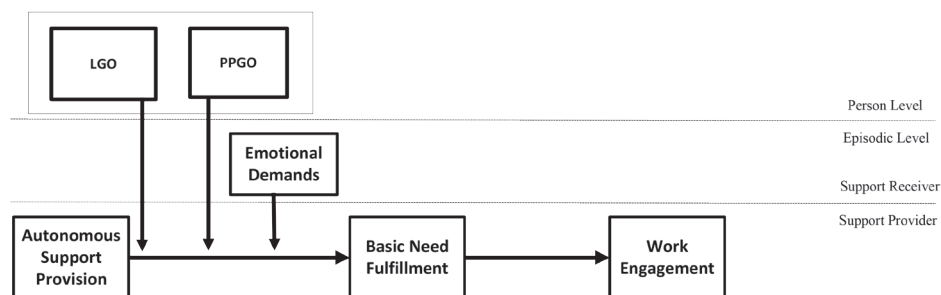 LGO
PPGO
Person Level
Episodic Level
Emotional
Demands
Support Receiver
Support Provider
Autonomous
Support
Provision
Basic Need
Fulfillment
Work
Engagement